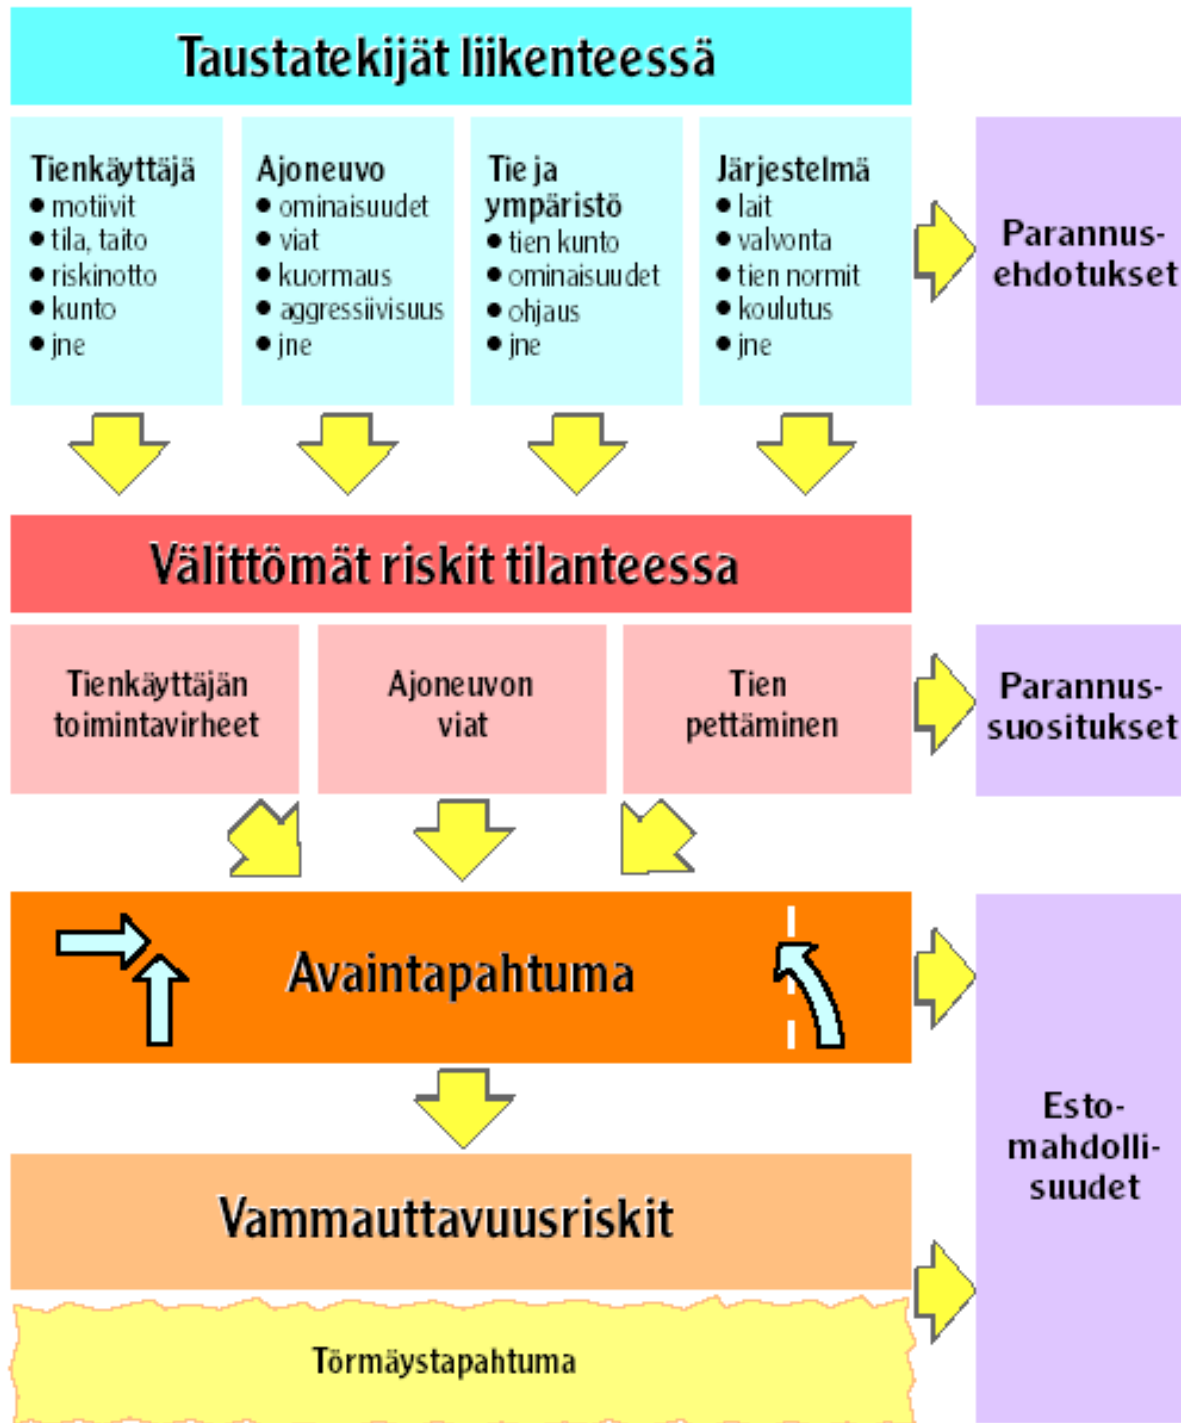 Taustatekijät liikenteessä
Tienkäyttäjä
● motiivit
● tila, taito
● riskinotto
● kunto
● jne
Ajoneuvo
● ominaisuudet
● viat
● kuormaus
● aggressiivisuus
● jne
Tie ja
ympäristö
● tien kunto
● ominaisuudet
● ohjaus
● jne
Järjestelmä
● lait
● valvonta
● tien normit
● koulutus
● jne
Parannus-
ehdotukset
Välittömät riskit tilanteessa
Tienkäyttäjän
toimintavirheet
Ajoneuvon
viat
Tien
pettäminen
Parannus-
suositukset
Avaintapahtuma
Vammauttavuusriskit
Törmäystapahtuma
Esto-
mahdolli-
suudet